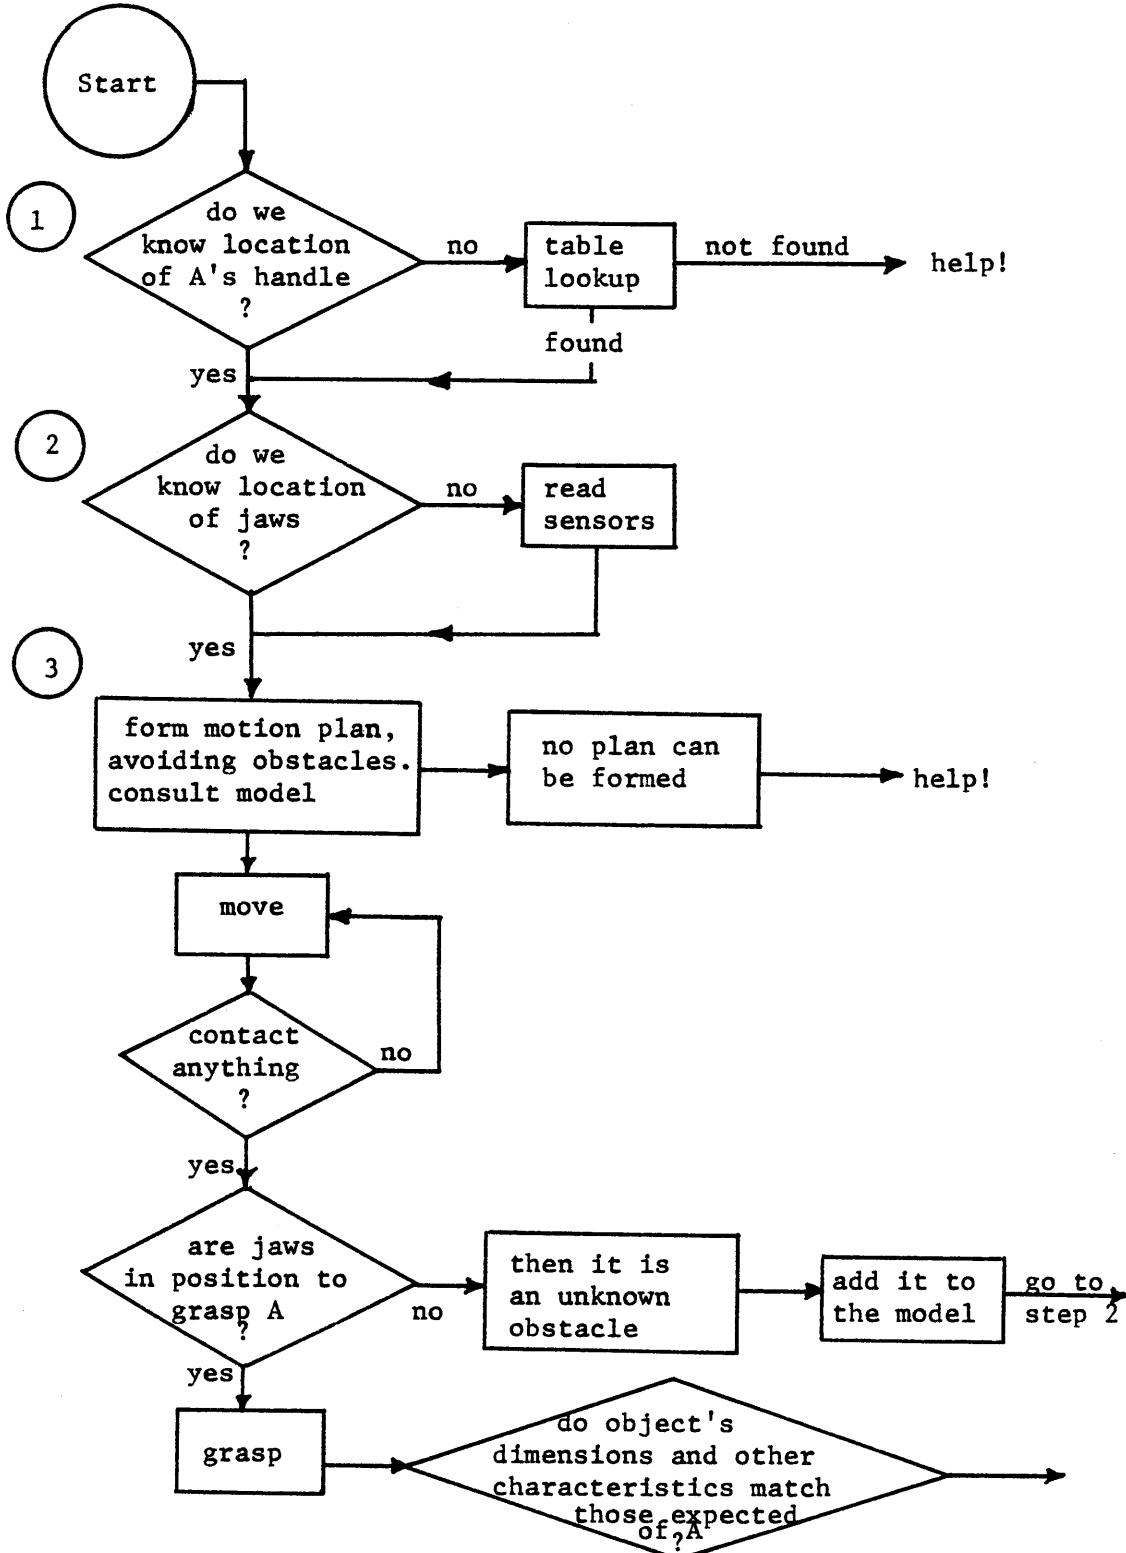 Start
1
do we
know location
of A's handle
?
no
table
lookup
not found
help!
found
yes
2
do we
know location
of jaws
?
no
read
sensors
yes
3
form motion plan,
avoiding obstacles.
consult model
no plan can
be formed
help!
move
contact
anything
?
no
yes
are jaws
in position to
grasp A
?
no
then it is
an unknown
obstacle
add it to
the model
go to
step 2
yes
grasp
do object's
dimensions and other
characteristics match
those expected
of A
?